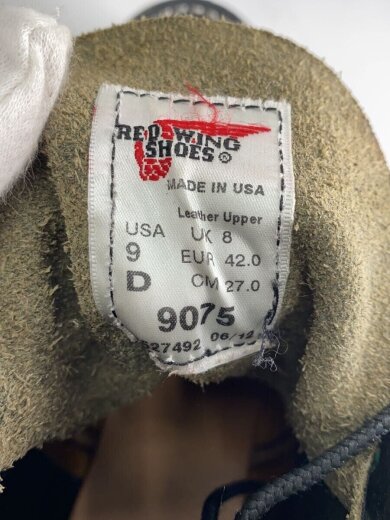 RED WING
SHOES®
MADE IN USA
Leather Upper
USA UK 8
9 EUR 42.0
D CM 27.0
9075